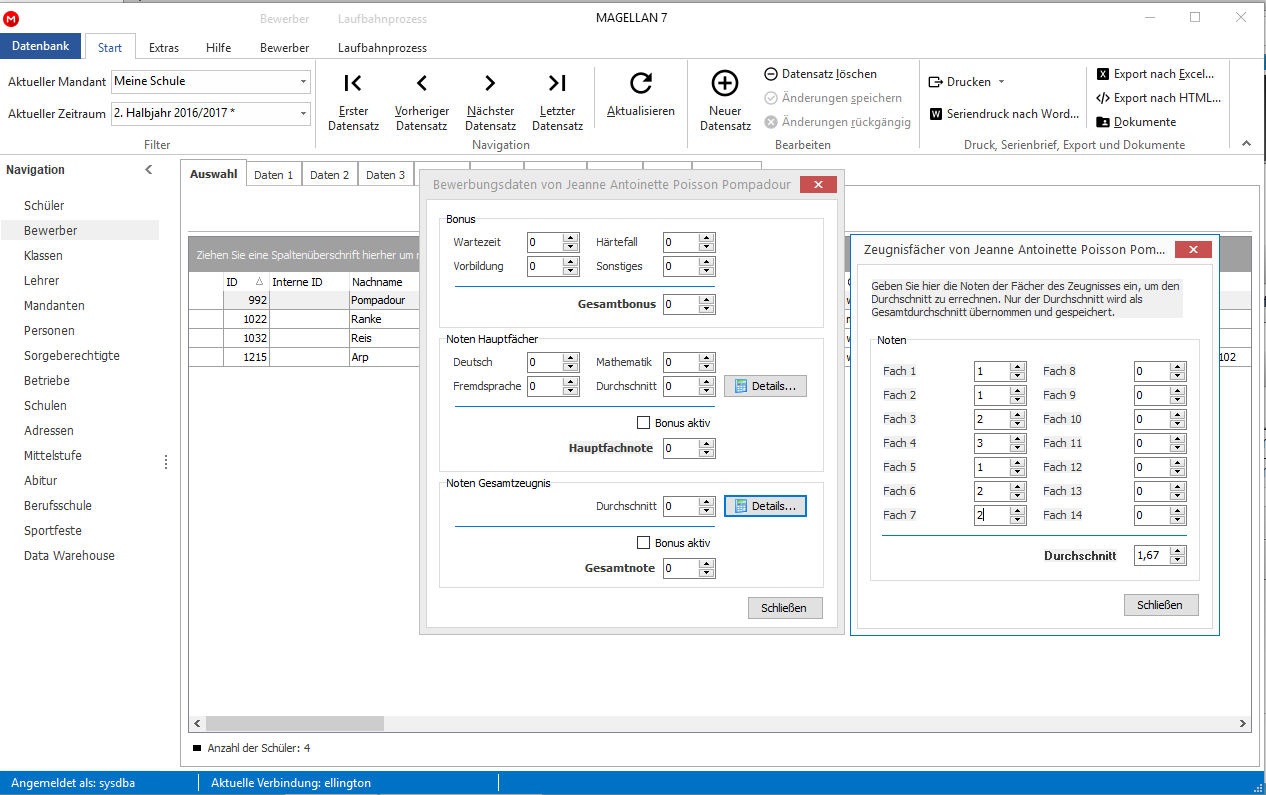 Bewerber Laufbahnprozess MAGELLAN 7
Datenbank Start Extras Hilfe Bewerber Laufbahnprozess
Aktueller Mandant Meine Schule
Aktueller Zeitraum 2. Halbjahr 2016/2017 *
Filter
Erster Datensatz
Vorheriger Datensatz
Nächster Datensatz
Letzter Datensatz
Aktualisieren
Navigation
Neuer Datensatz
Datensatz löschen
Änderungen speichern
Änderungen rückgängig
Bearbeiten
Drucken
Seriendruck nach Word...
Export nach Excel...
Export nach HTML...
Dokumente
Druck, Serienbrief, Export und Dokumente
Navigation
Schüler
Bewerber
Klassen
Lehrer
Mandanten
Personen
Sorgeberechtigte
Betriebe
Schulen
Adressen
Mittelstufe
Abitur
Berufsschule
Sportfeste
Data Warehouse
Auswahl Daten 1 Daten 2 Daten 3
Ziehen Sie eine Spaltenüberschrift hierher um
ID Interne ID Nachname
992 Pompadour
1022 Ranke
1032 Reis
1215 Arp
102
Anzahl der Schüler: 4
Bewerbungsdaten von Jeanne Antoinette Poisson Pompadour
Bonus
Wartezeit 0 Härtefall 0
Vorbildung 0 Sonstiges 0
Gesamtbonus 0
Noten Hauptfächer
Deutsch 0 Mathematik 0
Fremdsprache 0 Durchschnitt 0 Details...
Bonus aktiv
Hauptfachnote 0
Noten Gesamtzeugnis
Durchschnitt 0 Details...
Bonus aktiv
Gesamtnote 0
Schließen
Zeugnisfächer von Jeanne Antoinette Poisson Pom...
Geben Sie hier die Noten der Fächer des Zeugnisses ein, um den
Durchschnitt zu errechnen. Nur der Durchschnitt wird als
Gesamtdurchschnitt übernommen und gespeichert.
Noten
Fach 1 1 Fach 8 0
Fach 2 1 Fach 9 0
Fach 3 2 Fach 10 0
Fach 4 3 Fach 11 0
Fach 5 1 Fach 12 0
Fach 6 2 Fach 13 0
Fach 7 2 Fach 14 0
Durchschnitt 1,67
Schließen
Angemeldet als: sysdba Aktuelle Verbindung: ellington